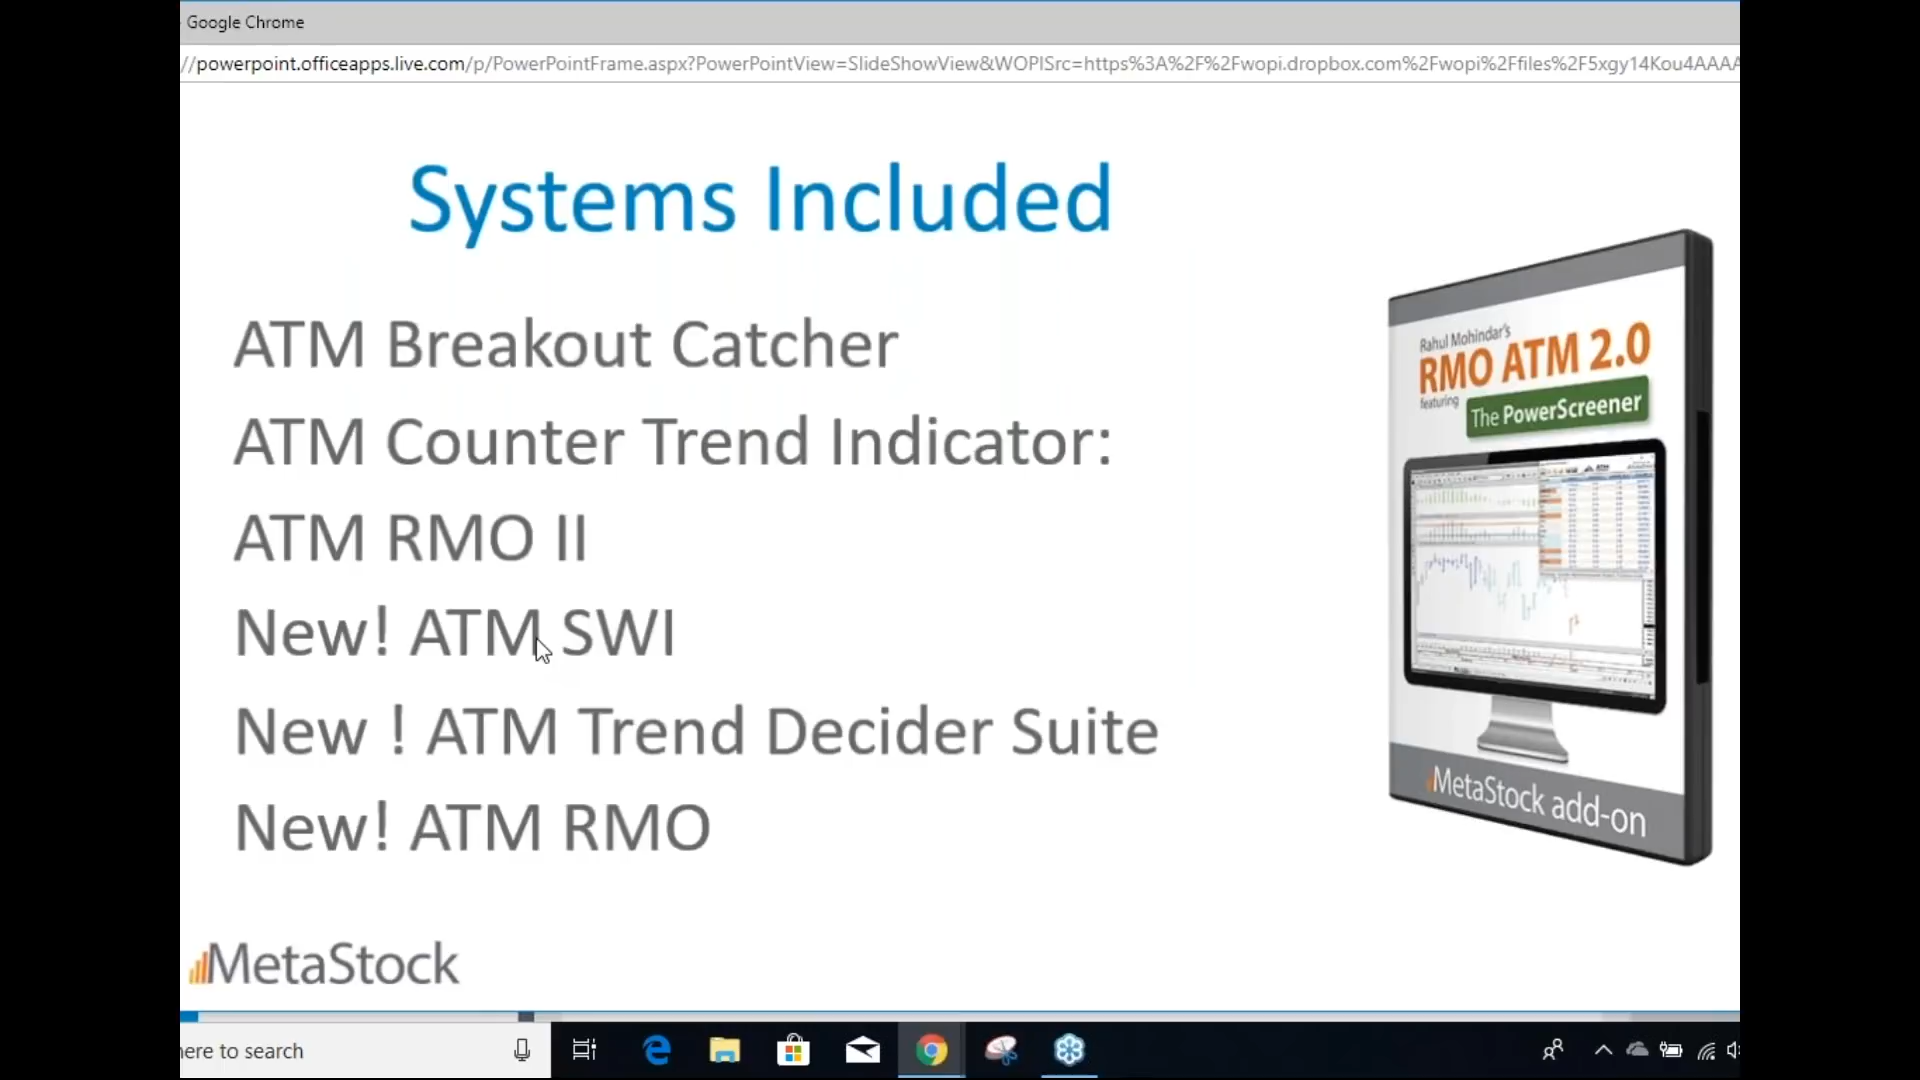 Google Chrome
//powerpoint.officeapps.live.com/p/PowerPointFrame.aspx?PowerPointView=SlideShowView&WOPISrc=https%3A%2F%2Fwopi.dropbox.com%2Fwopi%2Ffiles%2F5xgy14Kou4AAAA
Systems Included
ATM Breakout Catcher
ATM Counter Trend Indicator:
ATM RMO II
New! ATM SWI
New ! ATM Trend Decider Suite
New! ATM RMO
Rahul Mohindar's
RMO ATM 2.0
featuring
The PowerScreener
MetaStock add-on
MetaStock
here to search